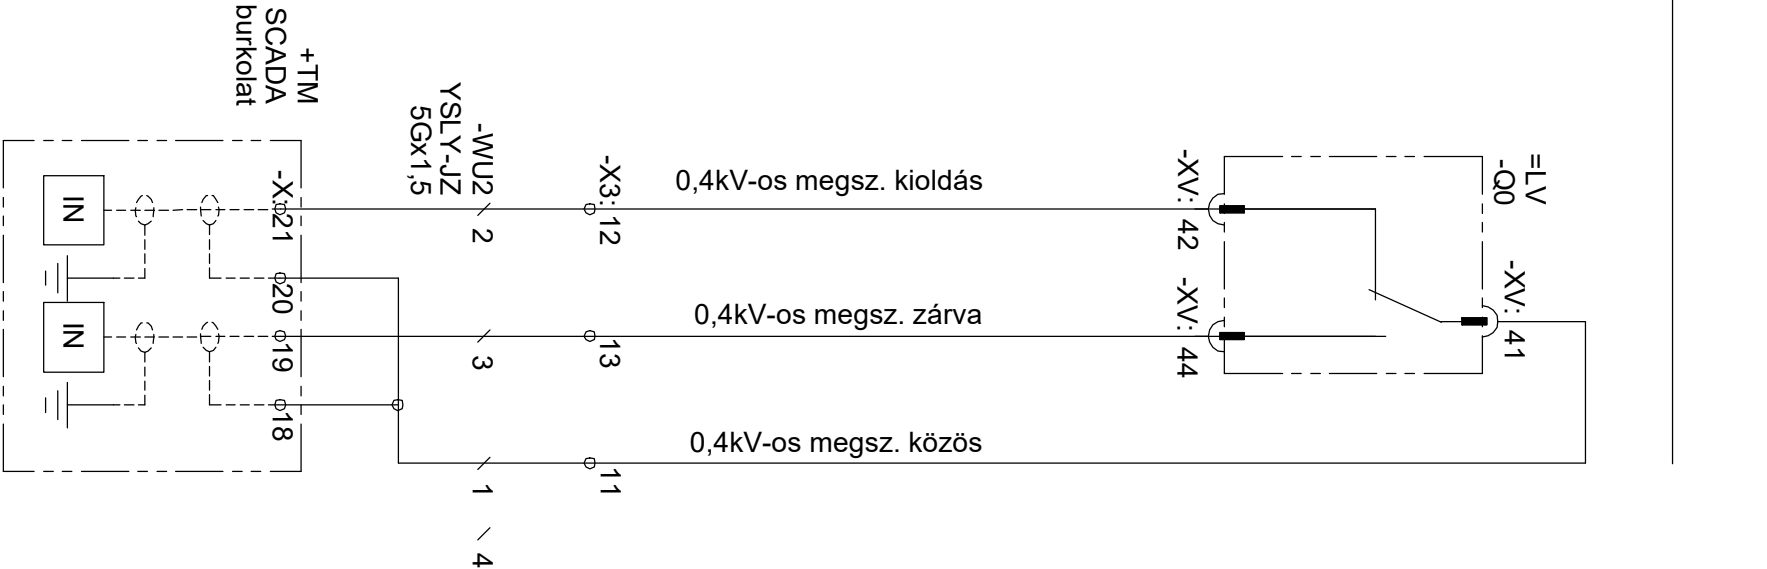 +TM
SCADA
burkolat
-WU2
YSLY-JZ
5Gx1,5
=LV
-Q0
IN
-X:21
2
-X3: 12
0,4kV-os megsz. kioldás
-XV: 42
20
IN
19
3
13
0,4kV-os megsz. zárva
-XV: 44
-XV: 41
18
1
11
0,4kV-os megsz. közös
4